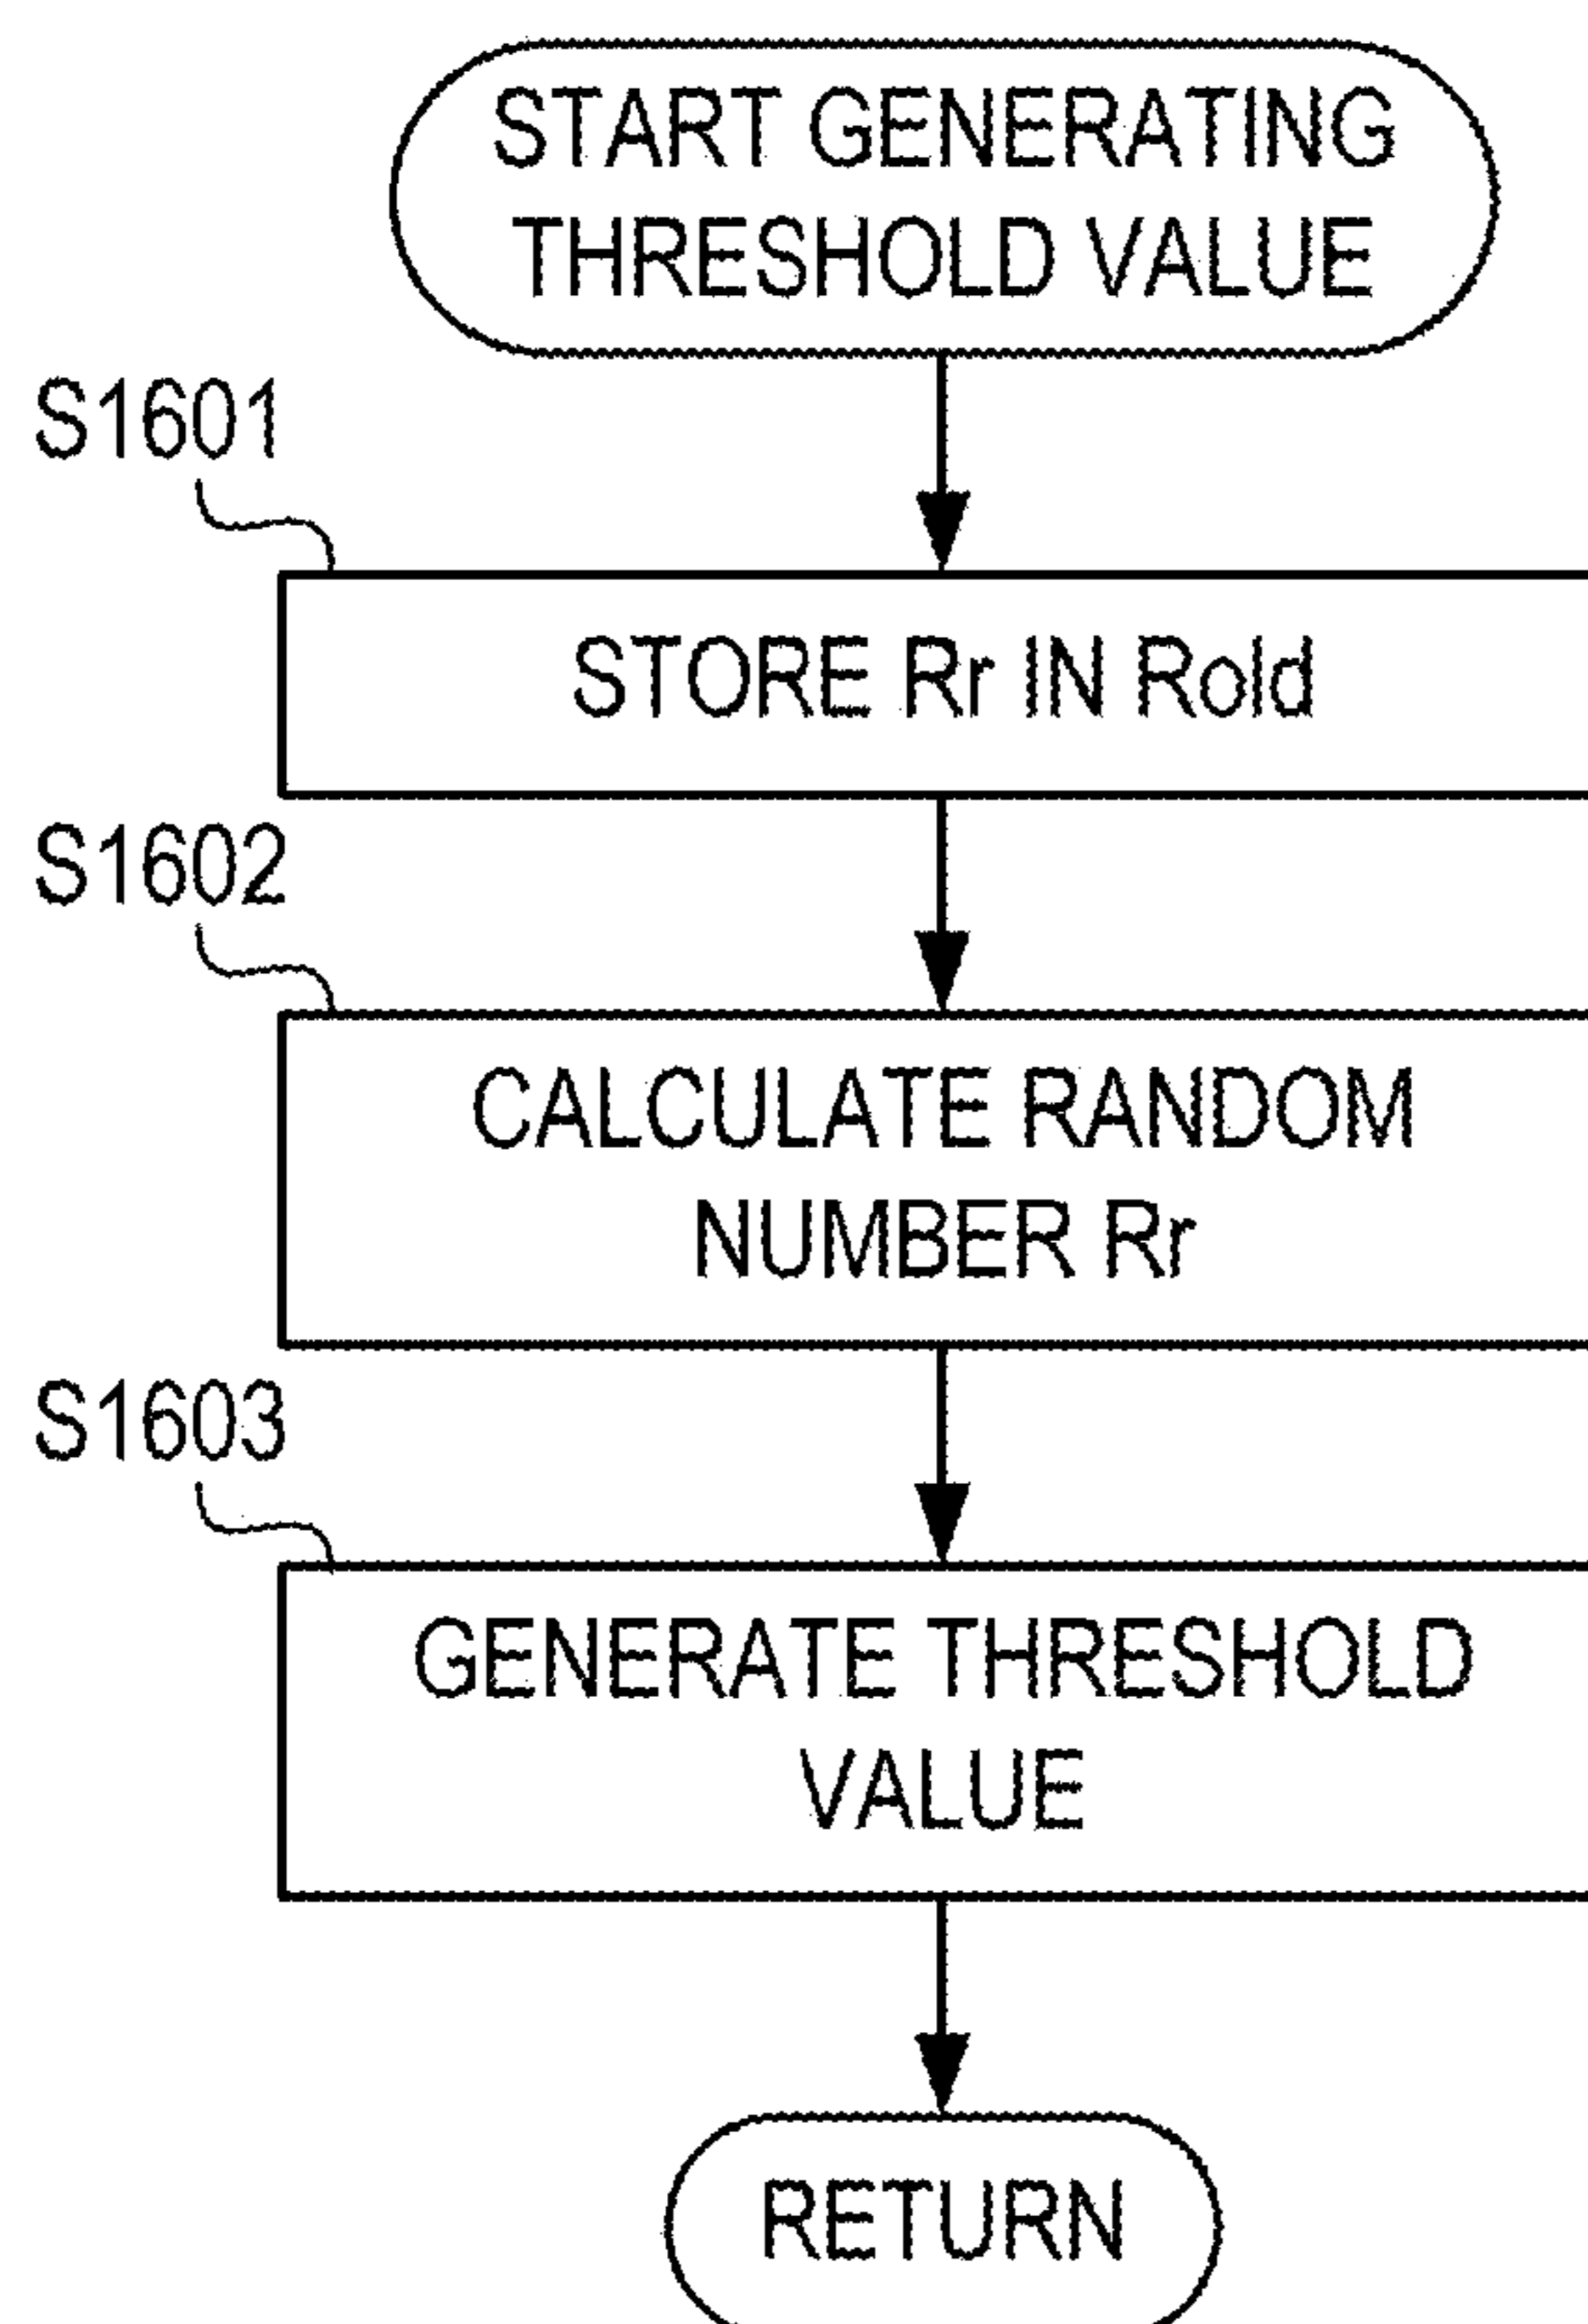 START GENERATING
THRESHOLD VALUE
S1601
STORE Rr IN Rold
S1602
CALCULATE RANDOM
NUMBER Rr
S1603
GENERATE THRESHOLD
VALUE
RETURN